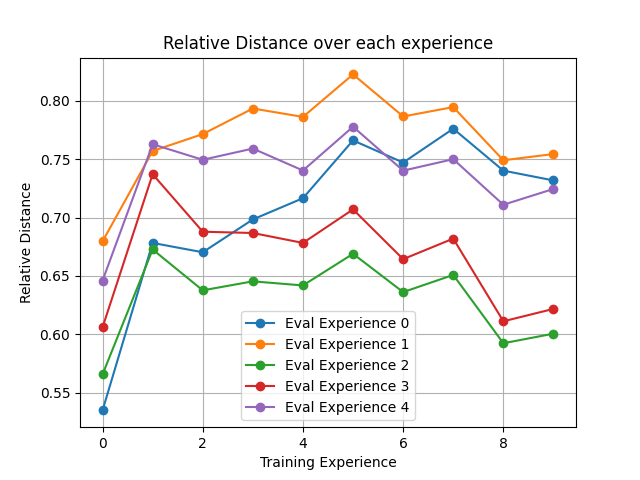 Relative Distance over each experience
Relative Distance
0.80
0.75
0.70
0.65
0.60
0.55
Eval Experience 0
Eval Experience 1
Eval Experience 2
Eval Experience 3
Eval Experience 4
0 2 4 6 8
Training Experience